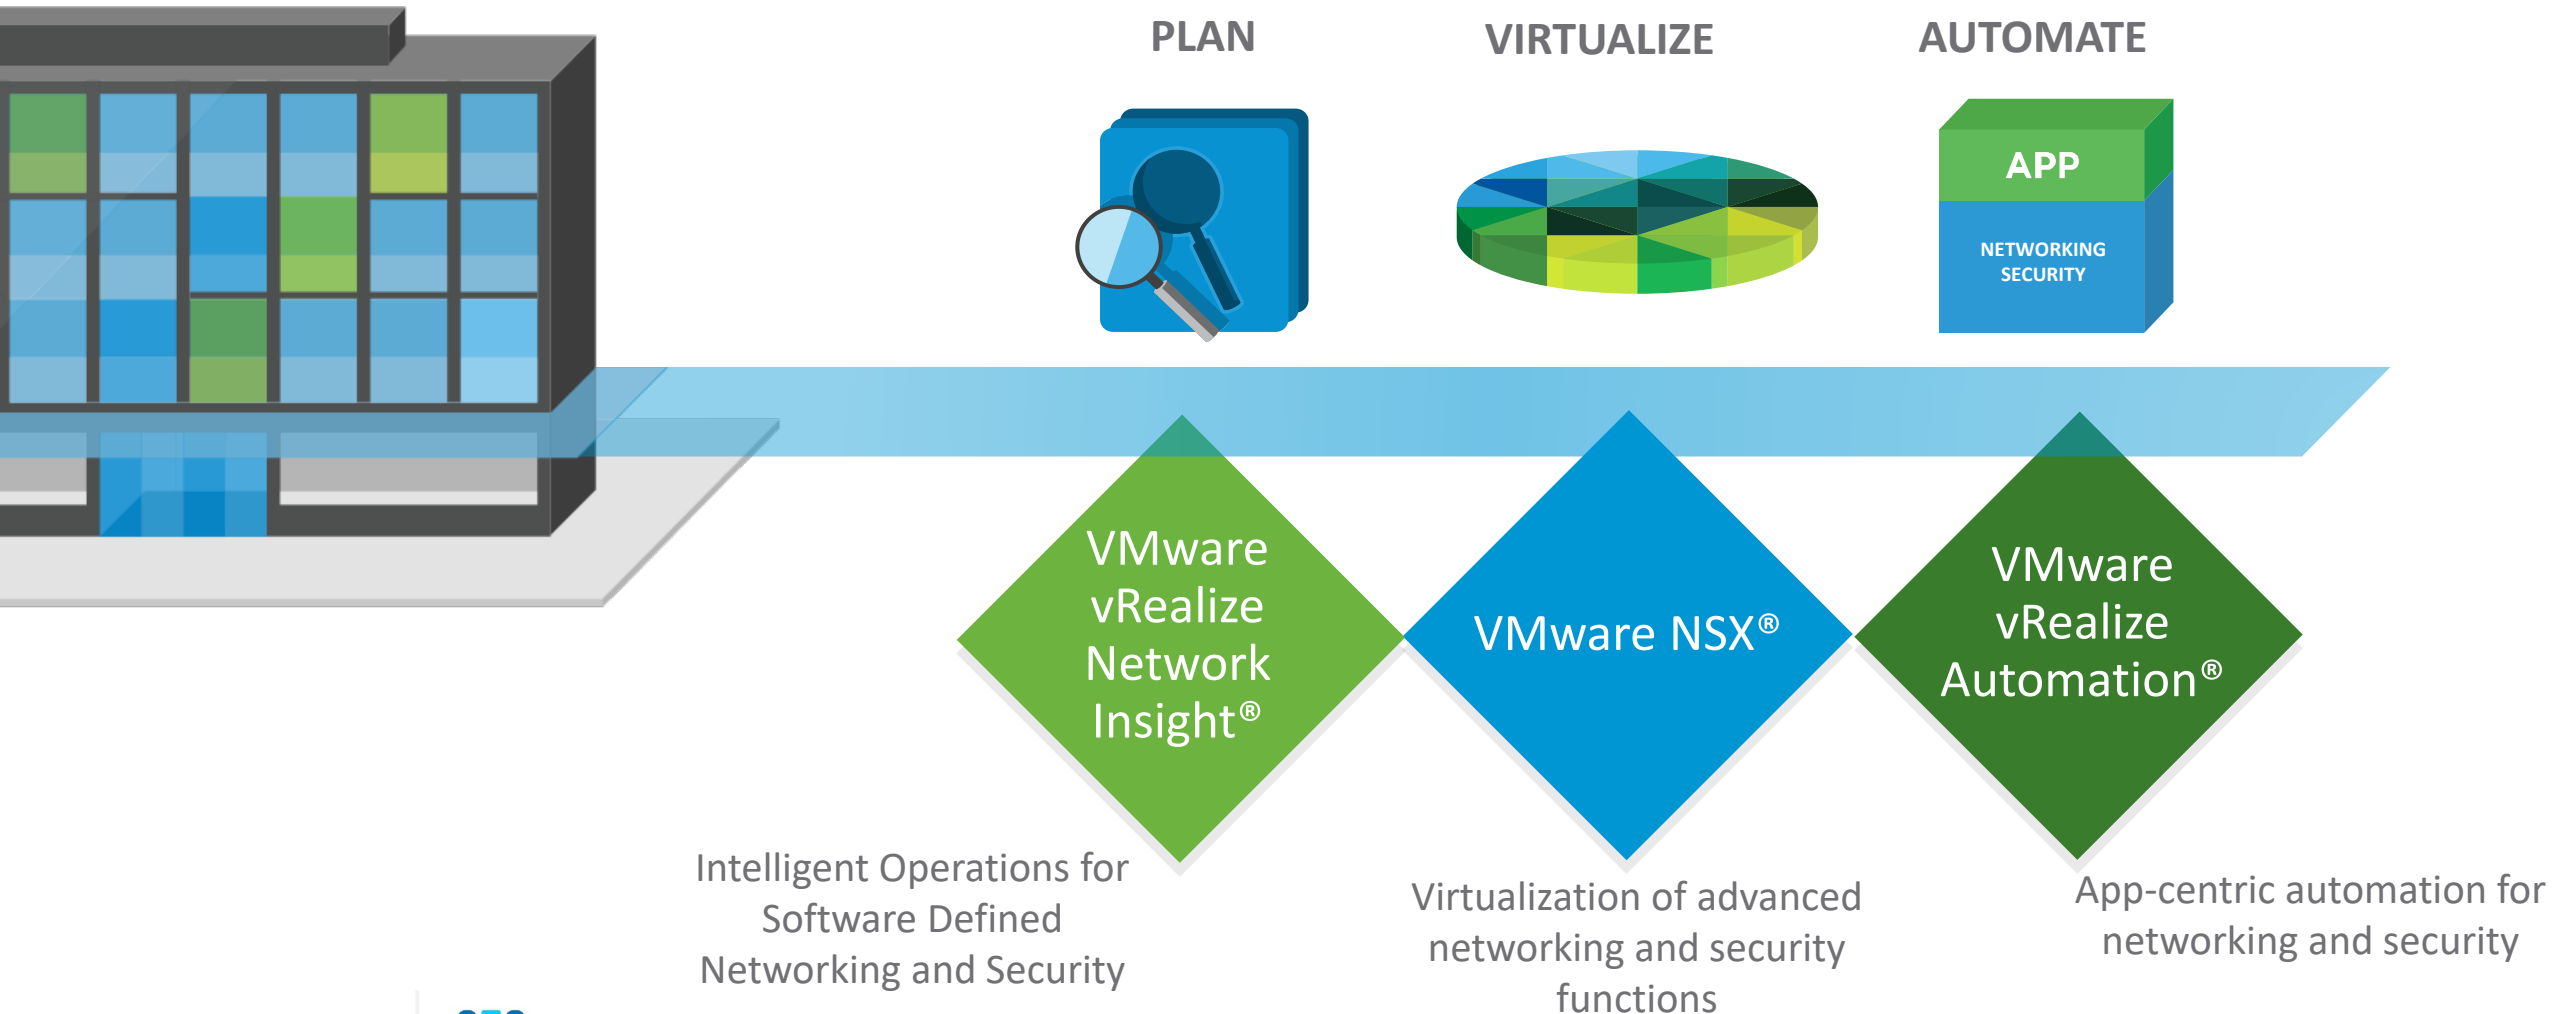 PLAN
VIRTUALIZE
AUTOMATE
APP
NETWORKING
SECURITY
VMware
vRealize
Network
Insight®
VMware NSX®
VMware
vRealize
Automation®
Intelligent Operations for
Software Defined
Networking and Security
Virtualization of advanced
networking and security
functions
App-centric automation for
networking and security